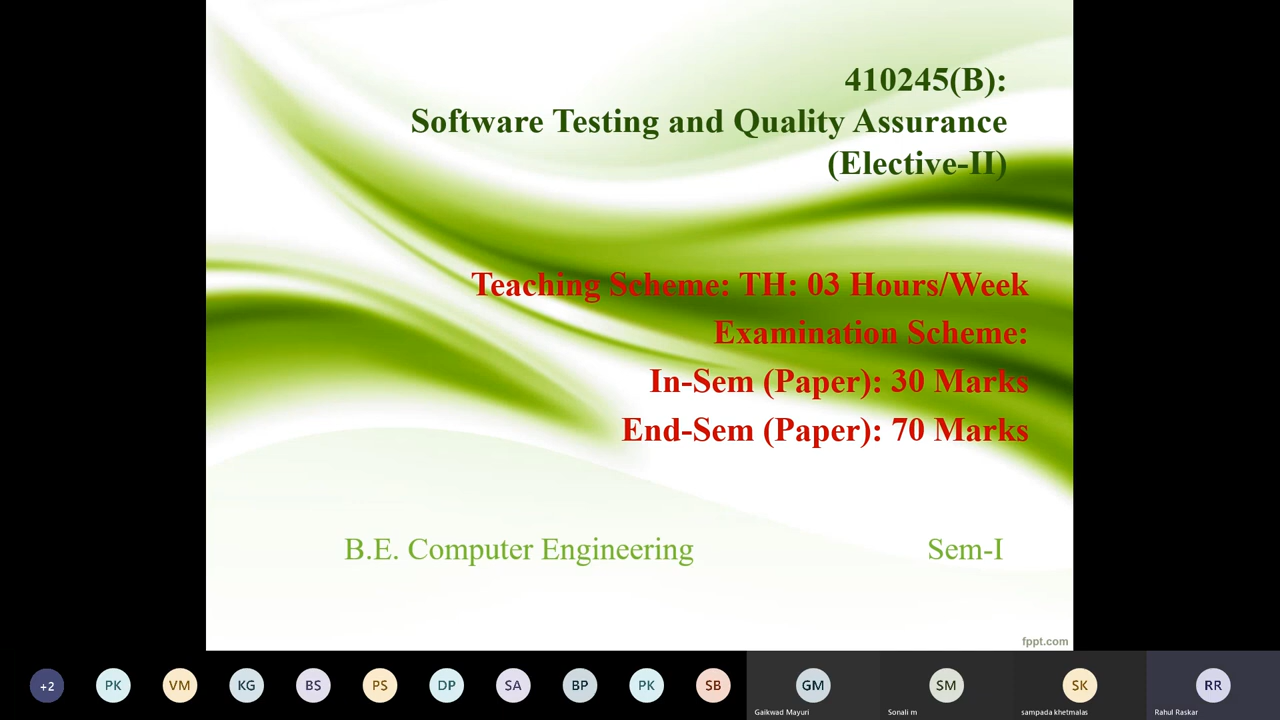 410245(B):
Software Testing and Quality Assurance
(Elective-II)
Teaching Scheme: TH: 03 Hours/Week
Examination Scheme:
In-Sem (Paper): 30 Marks
End-Sem (Paper): 70 Marks
B.E. Computer Engineering Sem-I
fppt.com
+2 PK VM KG BS PS DP SA BP PK SB GM SM SK RR
Gaikwad Mayuri Sonali m sampada khetmalas Rahul Raskar